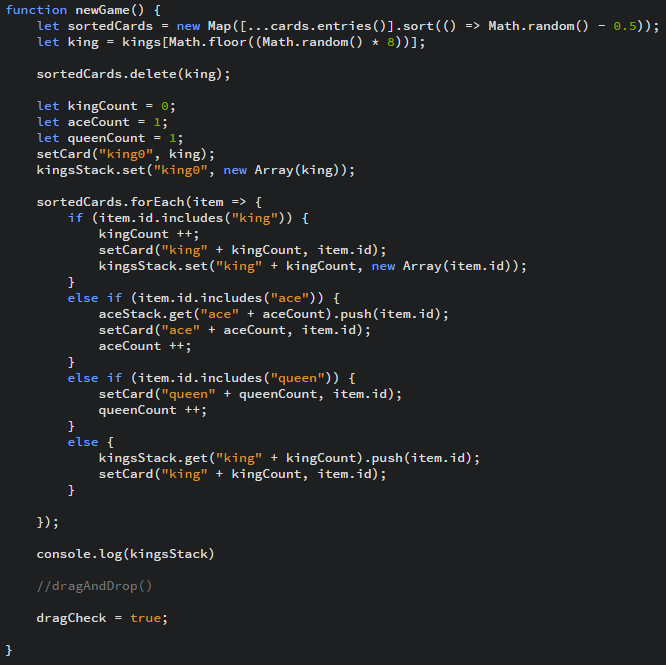 function newGame() {
    let sortedCards = new Map([...cards.entries()].sort(() => Math.random() - 0.5));
    let king = kings[Math.floor((Math.random() * 8))];

    sortedCards.delete(king);

    let kingCount = 0;
    let aceCount = 1;
    let queenCount = 1;
    setCard("king0", king);
    kingsStack.set("king0", new Array(king));

    sortedCards.forEach(item => {
        if (item.id.includes("king")) {
            kingCount ++;
            setCard("king" + kingCount, item.id);
            kingsStack.set("king" + kingCount, new Array(item.id));
        }
        else if (item.id.includes("ace")) {
            aceStack.get("ace" + aceCount).push(item.id);
            setCard("ace" + aceCount, item.id);
            aceCount ++;
        }
        else if (item.id.includes("queen")) {
            setCard("queen" + queenCount, item.id);
            queenCount ++;
        }
        else {
            kingsStack.get("king" + kingCount).push(item.id);
            setCard("king" + kingCount, item.id);
        }

    });

    console.log(kingsStack)

    //dragAndDrop()

    dragCheck = true;

}